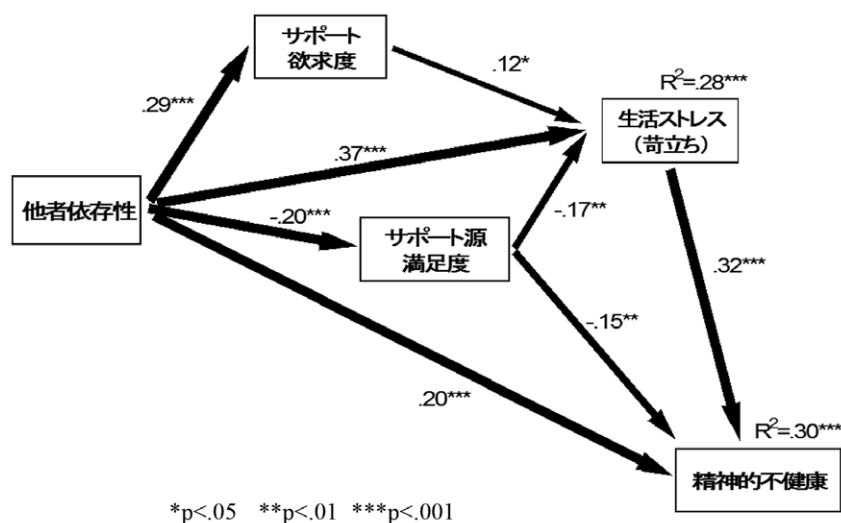 サポート
欲求度
.12*
R²=.28***
.29***
生活ストレス
(苛立ち)
.37***
他者依存性
-.20***
サポート源
満足度
-.17**
.32***
-.15**
.20***
R²=.30***
精神的不健康
*p<.05 **p<.01 ***p<.001